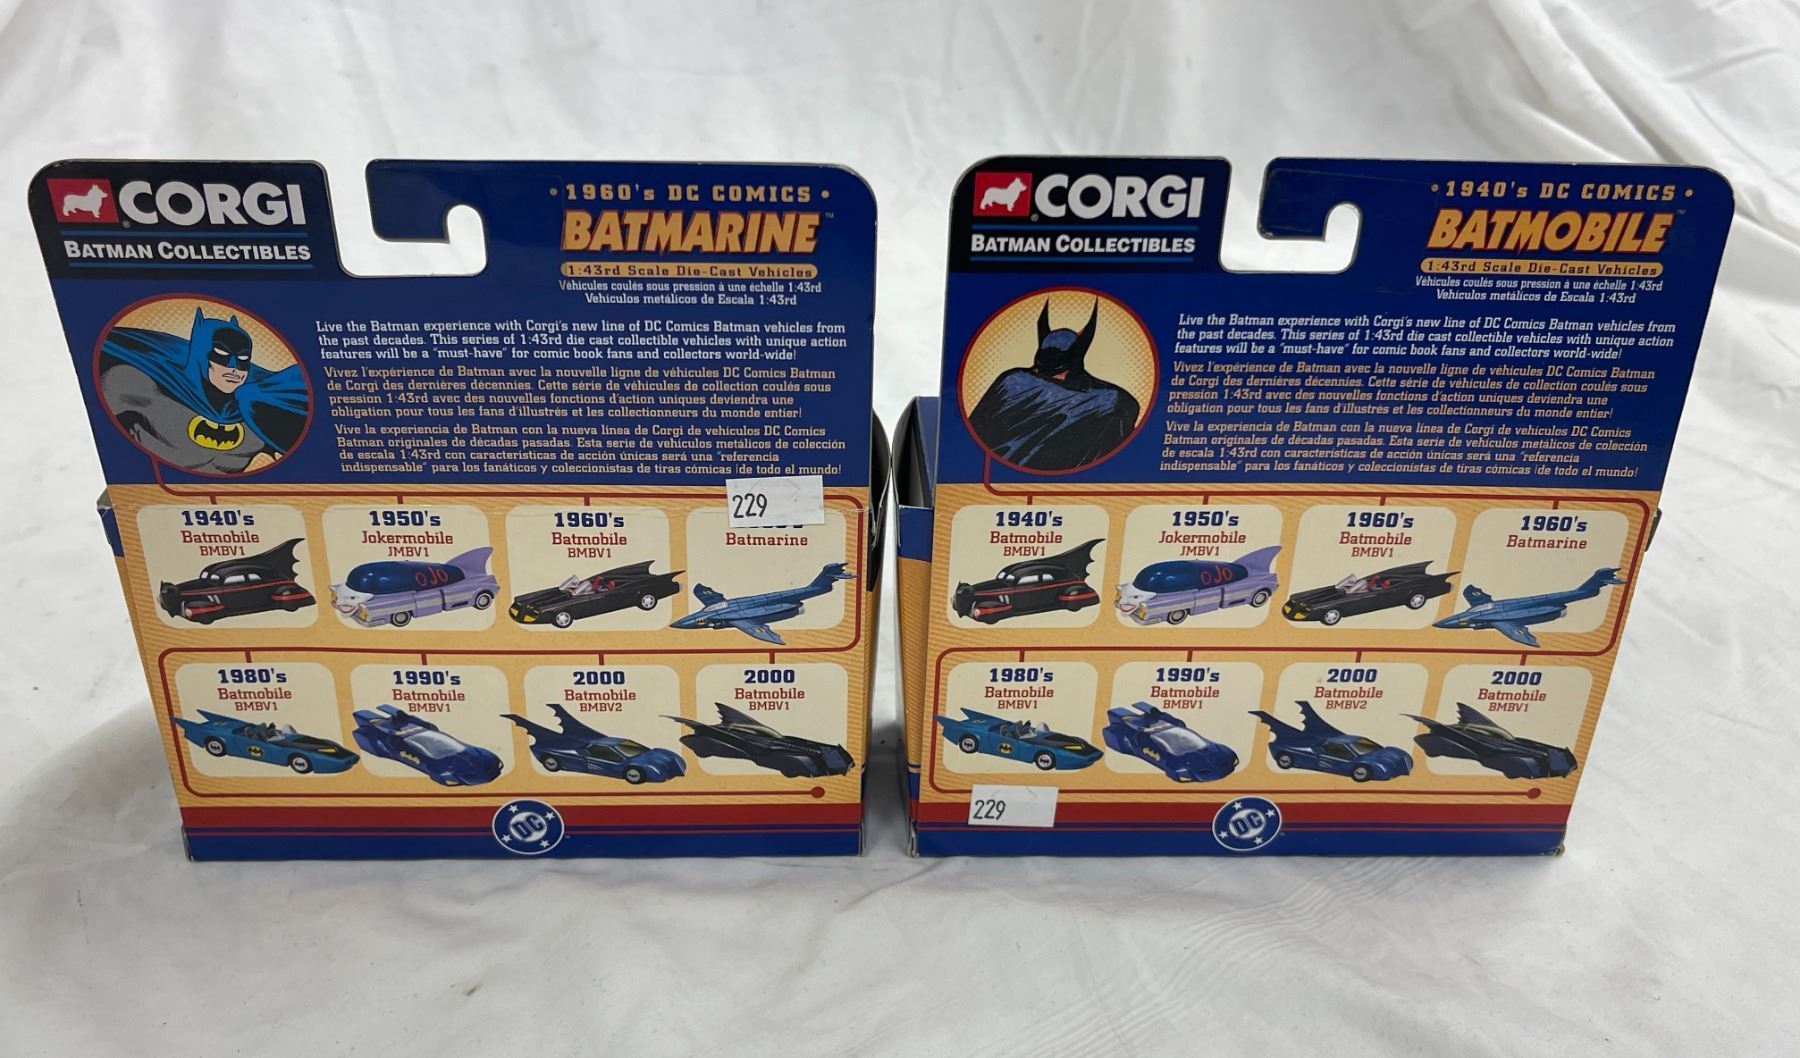 CORGI
®
BATMAN COLLECTIBLES
• 1960's DC COMICS •
BATMARINE™
1:43rd Scale Die-Cast Vehicles
Véhicules coulés sous pression à une échelle 1:43rd
Vehículos metálicos de Escala 1:43rd
Live the Batman experience with Corgi's new line of DC Comics Batman vehicles from
the past decades. This series of 1:43rd die cast collectible vehicles with unique action
features will be a "must-have" for comic book fans and collectors world-wide!
Vivez l'expérience de Batman avec la nouvelle ligne de véhicules DC Comics Batman
de Corgi des dernières décennies. Cette série de véhicules de collection coulés sous
pression 1:43rd avec des nouvelles fonctions d'action uniques deviendra une
obligation pour tous les fans d'illustrés et les collectionneurs du monde entier!
Vive la experiencia de Batman con la nueva línea de Corgi de vehículos DC Comics
Batman originales de décadas pasadas. Esta serie de vehículos metálicos de colección
de escala 1:43rd con características de acción únicas será una "referencia
indispensable" para los fanáticos y coleccionistas de tiras cómicas ¡de todo el mundo!
229
1940's
Batmobile
BMBV1
1950's
Jokermobile
JMBV1
1960's
Batmobile
BMBV1
Batmarine
1980's
Batmobile
BMBV1
1990's
Batmobile
BMBV1
2000
Batmobile
BMBV2
2000
Batmobile
BMBV1
DC
CORGI
®
BATMAN COLLECTIBLES
• 1940's DC COMICS •
BATMOBILE™
1:43rd Scale Die-Cast Vehicles
Véhicules coulés sous pression à une échelle 1:43rd
Vehículos metálicos de Escala 1:43rd
Live the Batman experience with Corgi's new line of DC Comics Batman vehicles from
the past decades. This series of 1:43rd die cast collectible vehicles with unique action
features will be a "must-have" for comic book fans and collectors world-wide!
Vivez l'expérience de Batman avec la nouvelle ligne de véhicules DC Comics Batman
de Corgi des dernières décennies. Cette série de véhicules de collection coulés sous
pression 1:43rd avec des nouvelles fonctions d'action uniques deviendra une
obligation pour tous les fans d'illustrés et les collectionneurs du monde entier!
Vive la experiencia de Batman con la nueva línea de Corgi de vehículos DC Comics
Batman originales de décadas pasadas. Esta serie de vehículos metálicos de colección
de escala 1:43rd con características de acción únicas será una "referencia
indispensable" para los fanáticos y coleccionistas de tiras cómicas ¡de todo el mundo!
1940's
Batmobile
BMBV1
1950's
Jokermobile
JMBV1
1960's
Batmobile
BMBV1
1960's
Batmarine
1980's
Batmobile
BMBV1
1990's
Batmobile
BMBV1
2000
Batmobile
BMBV2
2000
Batmobile
BMBV1
229
DC